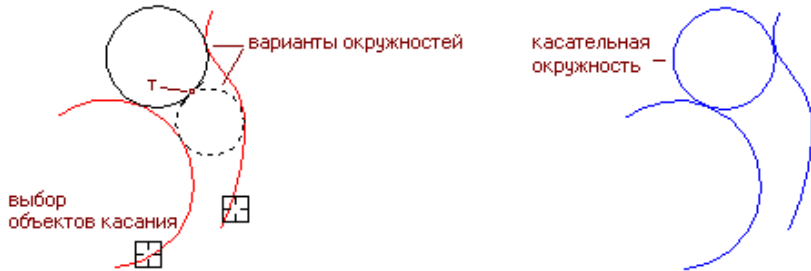 варианты окружностей
т
выбор
объектов касания
касательная
окружность